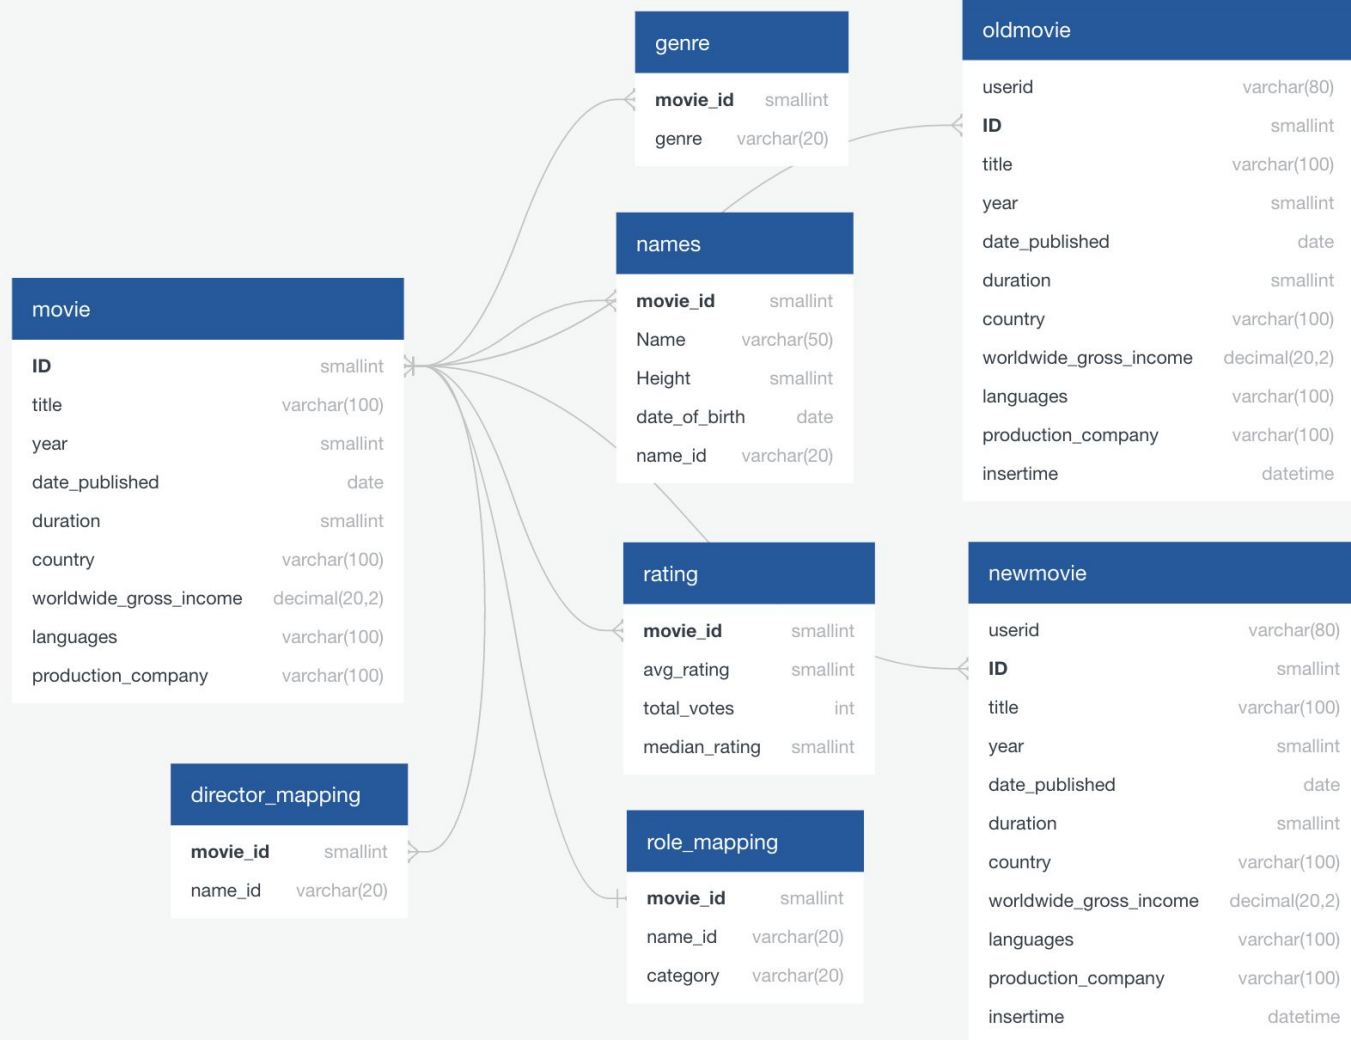 genre
movie_id smallint
genre varchar(20)
oldmovie
userid varchar(80)
ID smallint
title varchar(100)
year smallint
date_published date
duration smallint
country varchar(100)
worldwide_gross_income decimal(20,2)
languages varchar(100)
production_company varchar(100)
insertime datetime
names
movie_id smallint
Name varchar(50)
Height smallint
date_of_birth date
name_id varchar(20)
movie
ID smallint
title varchar(100)
year smallint
date_published date
duration smallint
country varchar(100)
worldwide_gross_income decimal(20,2)
languages varchar(100)
production_company varchar(100)
rating
movie_id smallint
avg_rating smallint
total_votes int
median_rating smallint
newmovie
userid varchar(80)
ID smallint
title varchar(100)
year smallint
date_published date
duration smallint
country varchar(100)
worldwide_gross_income decimal(20,2)
languages varchar(100)
production_company varchar(100)
insertime datetime
director_mapping
movie_id smallint
name_id varchar(20)
role_mapping
movie_id smallint
name_id varchar(20)
category varchar(20)